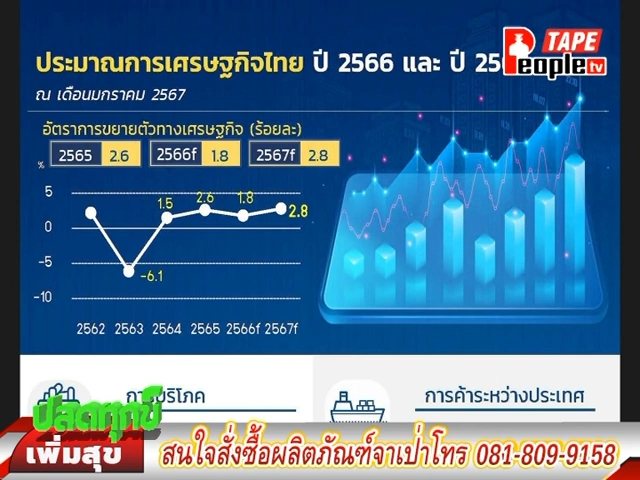 TAPE
People tv
ประมาณการเศรษฐกิจไทย ปี 2566 และ ปี
ณ เดือนมกราคม 2567
อัตราการขยายตัวทางเศรษฐกิจ (ร้อยละ)
2565 2.6 2566f 1.8 2567f 2.8
%
5
0
-5
-10
1.5 2.6 1.8 2.8
-6.1
2562 2563 2564 2565 2566f 2567f
การบริโภค
การค้าระหว่างประเทศ
ปลดทุกข์
เพิ่มสุข
สนใจสั่งซื้อผลิตภัณฑ์จาเป่าโทร 081-809-9158